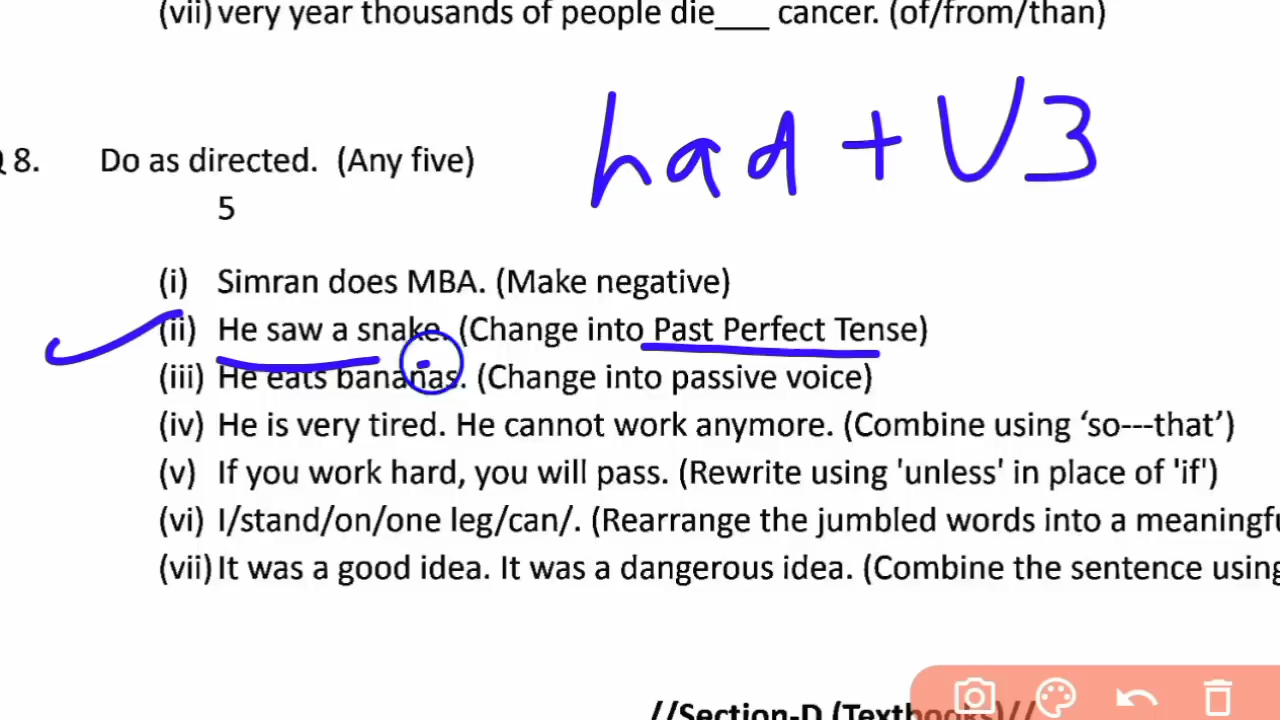 (vii) very year thousands of people die___ cancer. (of/from/than)
had + V3
Q 8. Do as directed. (Any five)
5
(i) Simran does MBA. (Make negative)
(ii) He saw a snake. (Change into Past Perfect Tense)
(iii) He eats bananas. (Change into passive voice)
(iv) He is very tired. He cannot work anymore. (Combine using ‘so---that’)
(v) If you work hard, you will pass. (Rewrite using 'unless' in place of 'if')
(vi) I/stand/on/one leg/can/. (Rearrange the jumbled words into a meaningfu
(vii) It was a good idea. It was a dangerous idea. (Combine the sentence using
//Section-D (Textbooks)//